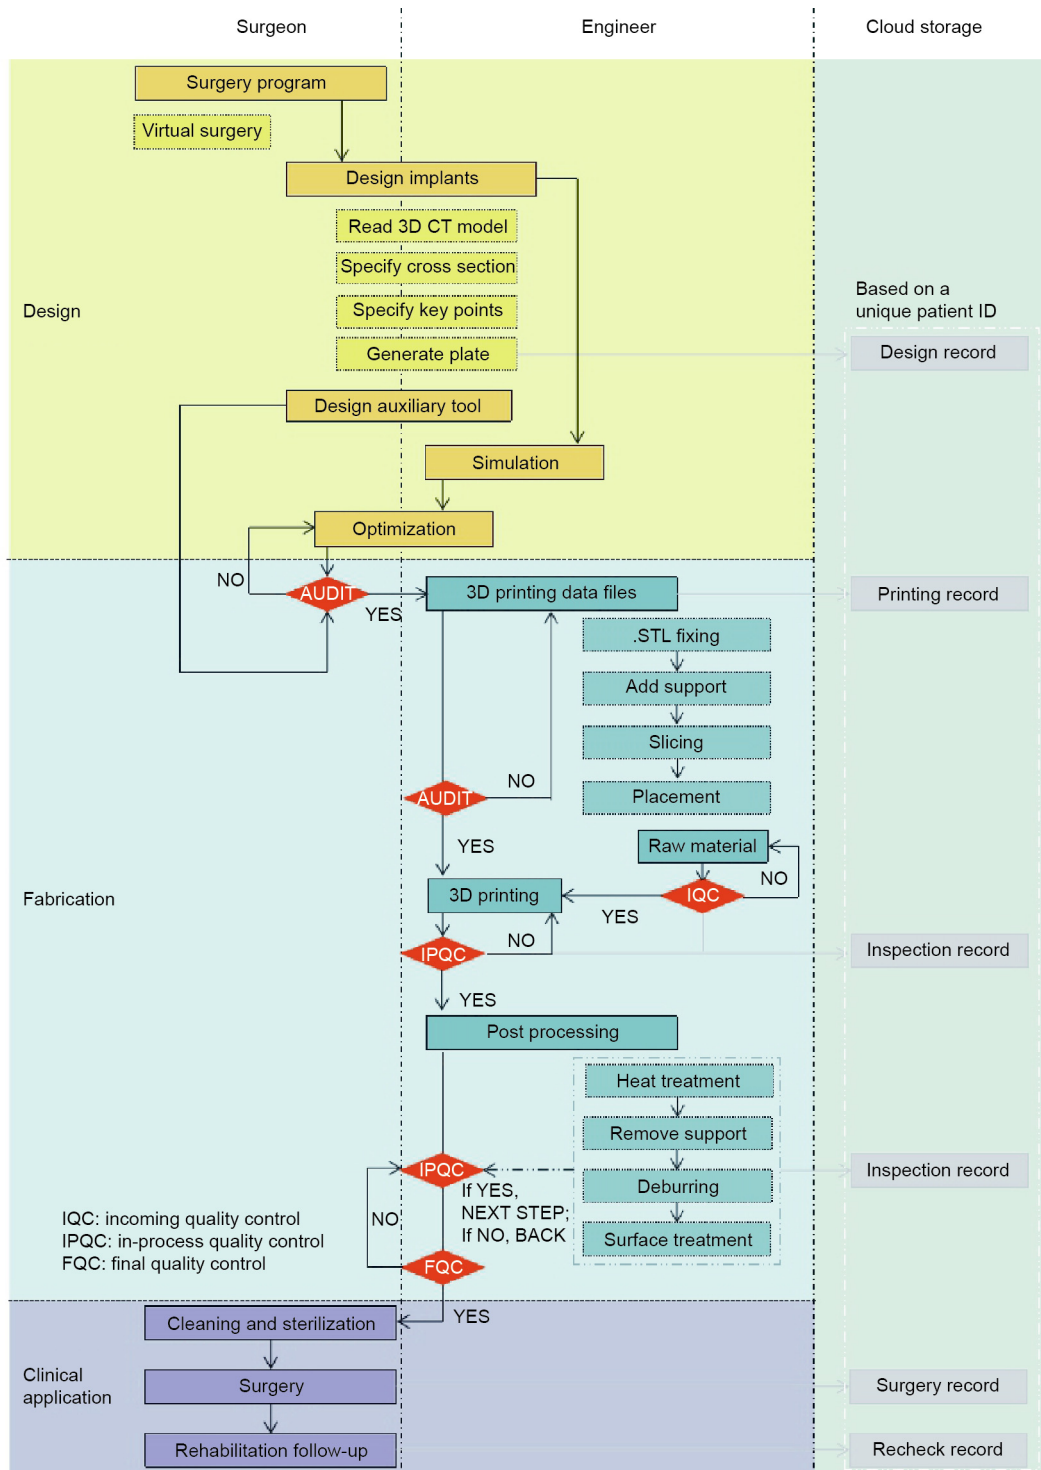 Surgeon
Engineer
Cloud storage
Surgery program
Virtual surgery
Design implants
Read 3D CT model
Specify cross section
Design
Based on a
unique patient ID
Specify key points
Generate plate
Design record
Design auxiliary tool
Simulation
Optimization
NO
AUDIT
YES
3D printing data files
Printing record
.STL fixing
Add support
Slicing
NO
AUDIT
Placement
YES
Raw material
NO
Fabrication
3D printing
IQC
YES
NO
IPQC
Inspection record
YES
Post processing
Heat treatment
Remove support
IPQC
Inspection record
If YES,
NEXT STEP;
If NO, BACK
Deburring
NO
Surface treatment
IQC: incoming quality control
IPQC: in-process quality control
FQC: final quality control
FQC
YES
Cleaning and sterilization
Clinical
application
Surgery
Surgery record
Rehabilitation follow-up
Recheck record